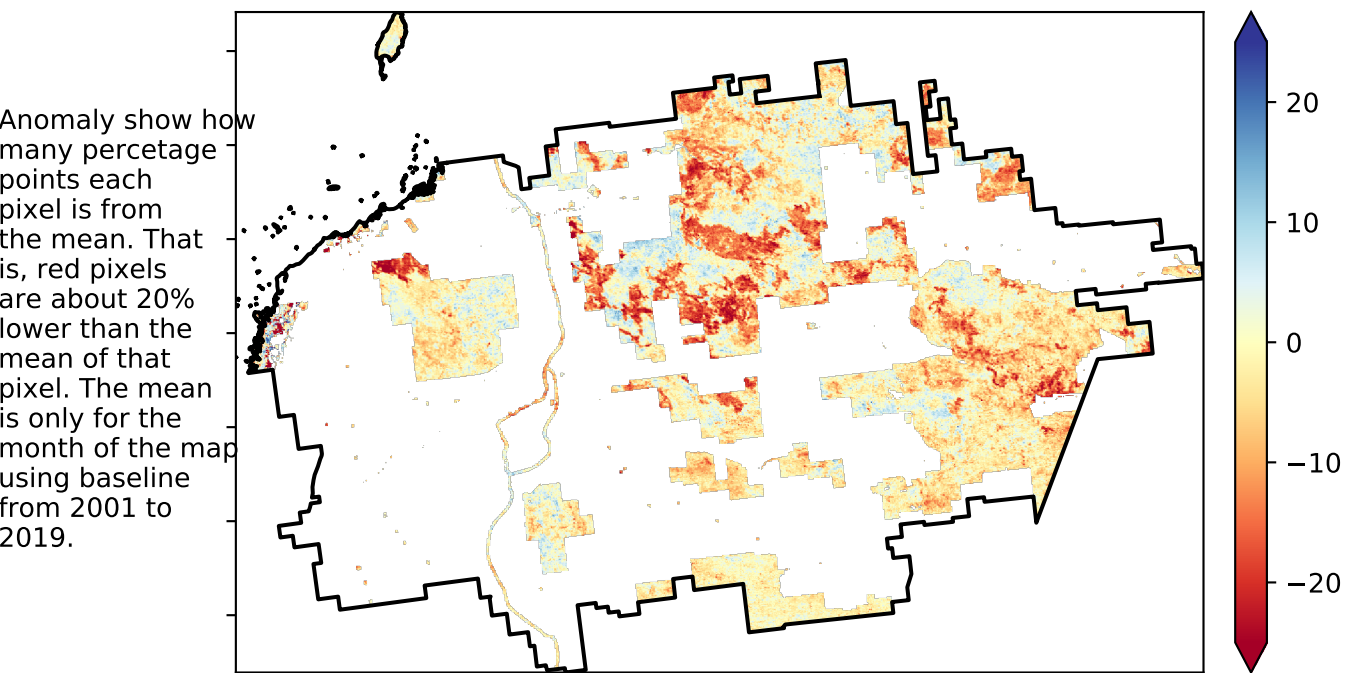 Anomaly show how
many percetage
points each
pixel is from
the mean. That
is, red pixels
are about 20%
lower than the
mean of that
pixel. The mean
is only for the
month of the map
using baseline
from 2001 to
2019.
20
10
0
−10
−20